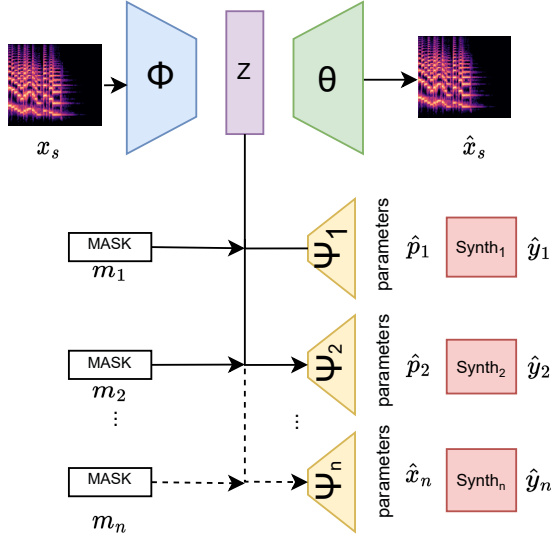 Φ
z
θ
x_s
x̂_s
MASK
m_1
Ψ_1
parameters
p̂_1
Synth_1
ŷ_1
MASK
m_2
Ψ_2
parameters
p̂_2
Synth_2
ŷ_2
⋮
...
MASK
m_n
Ψ_n
parameters
x̂_n
Synth_n
ŷ_n